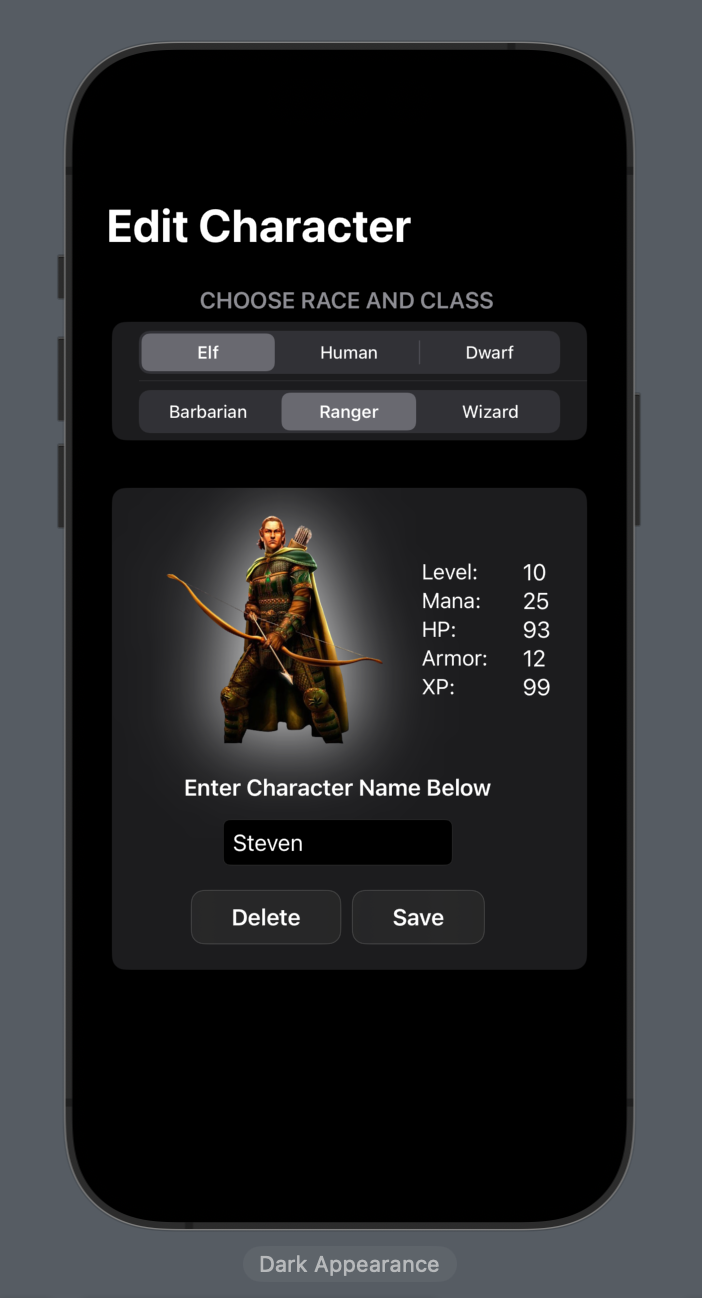 Edit Character
CHOOSE RACE AND CLASS
Elf Human Dwarf
Barbarian Ranger Wizard
Level: 10
Mana: 25
HP: 93
Armor: 12
XP: 99
Enter Character Name Below
Steven
Delete Save
Dark Appearance